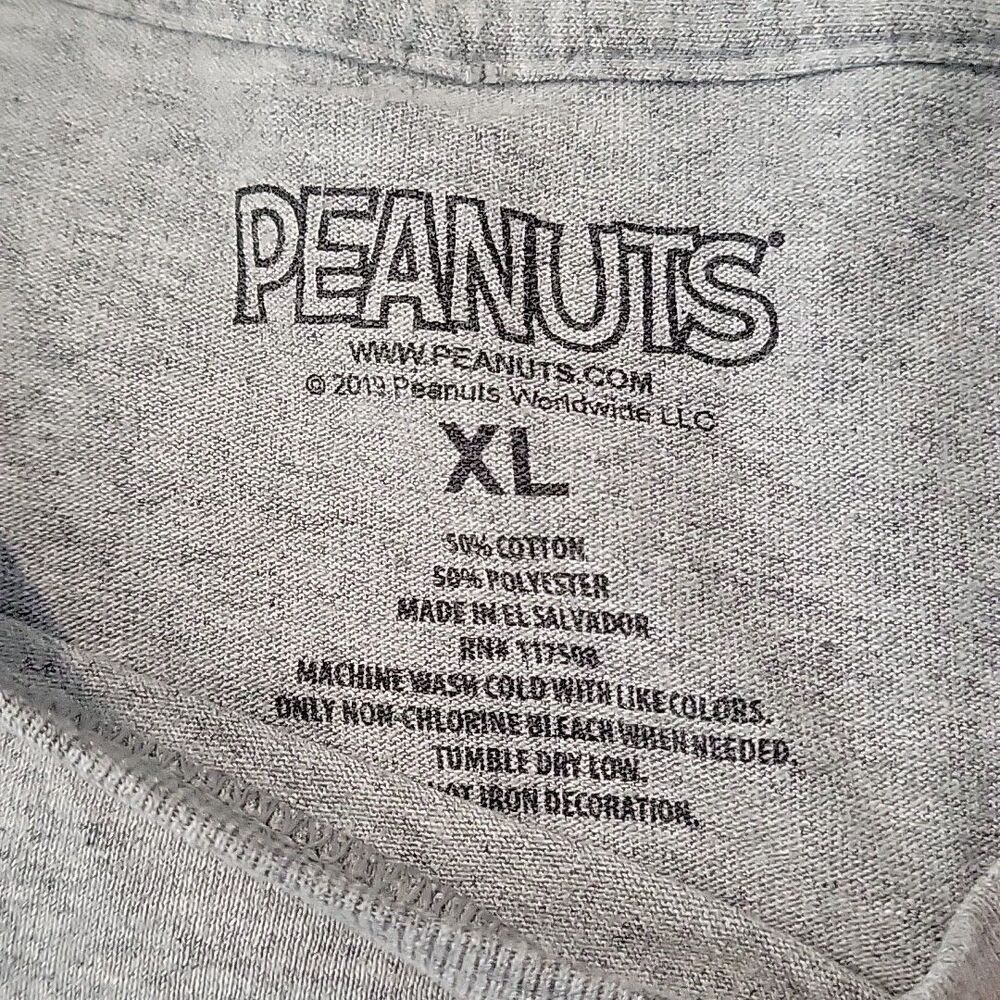 PEANUTS®
WWW.PEANUTS.COM
© 2019 Peanuts Worldwide LLC
XL
50% COTTON
50% POLYESTER
MADE IN EL SALVADOR
RN# 117508
MACHINE WASH COLD WITH LIKE COLORS.
ONLY NON-CHLORINE BLEACH WHEN NEEDED.
TUMBLE DRY LOW.
IRON DECORATION.